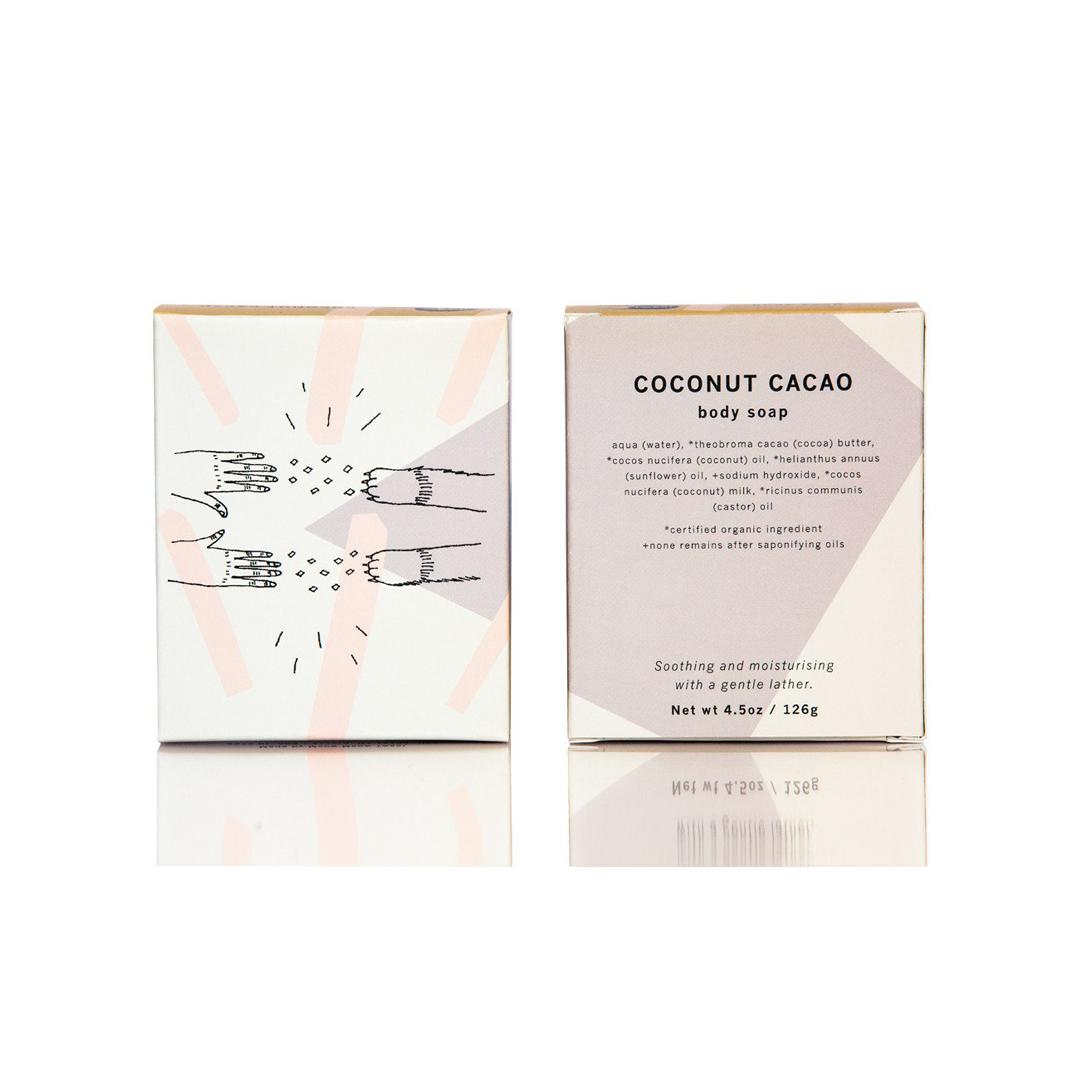 COCONUT CACAO
body soap
aqua (water), *theobroma cacao (cocoa) butter,
*cocos nucifera (coconut) oil, *helianthus annuus
(sunflower) oil, +sodium hydroxide, *cocos
nucifera (coconut) milk, *ricinus communis
(castor) oil
*certified organic ingredient
+none remains after saponifying oils
Soothing and moisturising
with a gentle lather.
Net wt 4.5oz / 126g